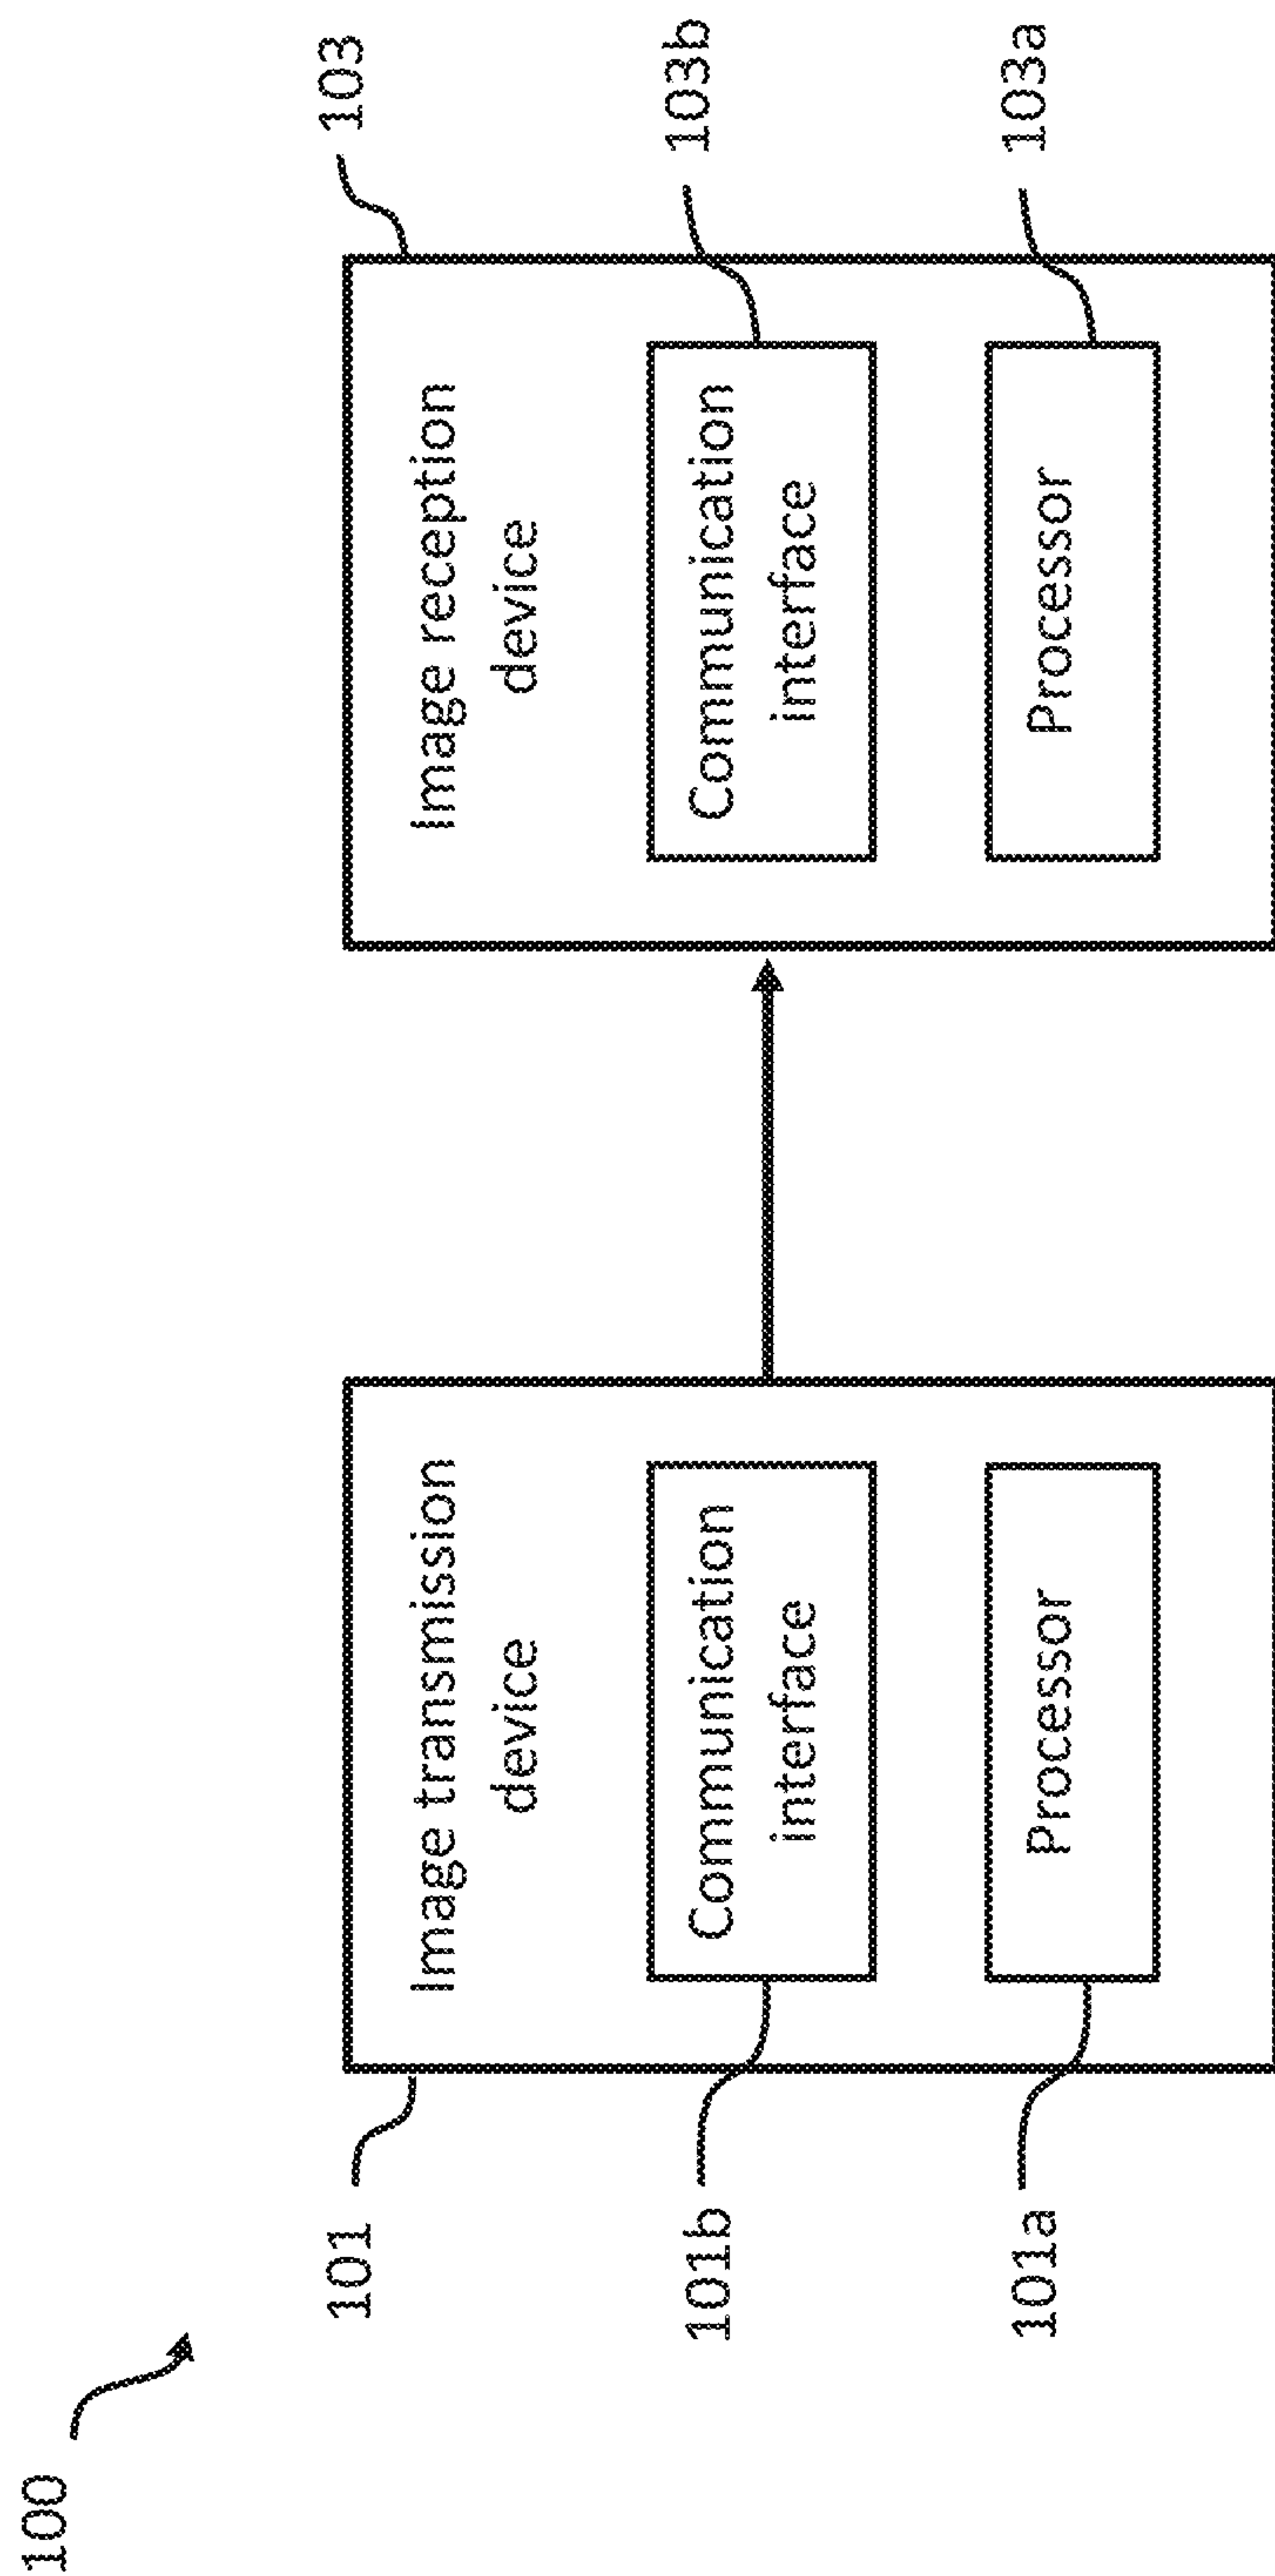 100
101
Image transmission
device
101b
Communication
interface
101a
Processor
103
Image reception
device
103b
Communication
interface
103a
Processor